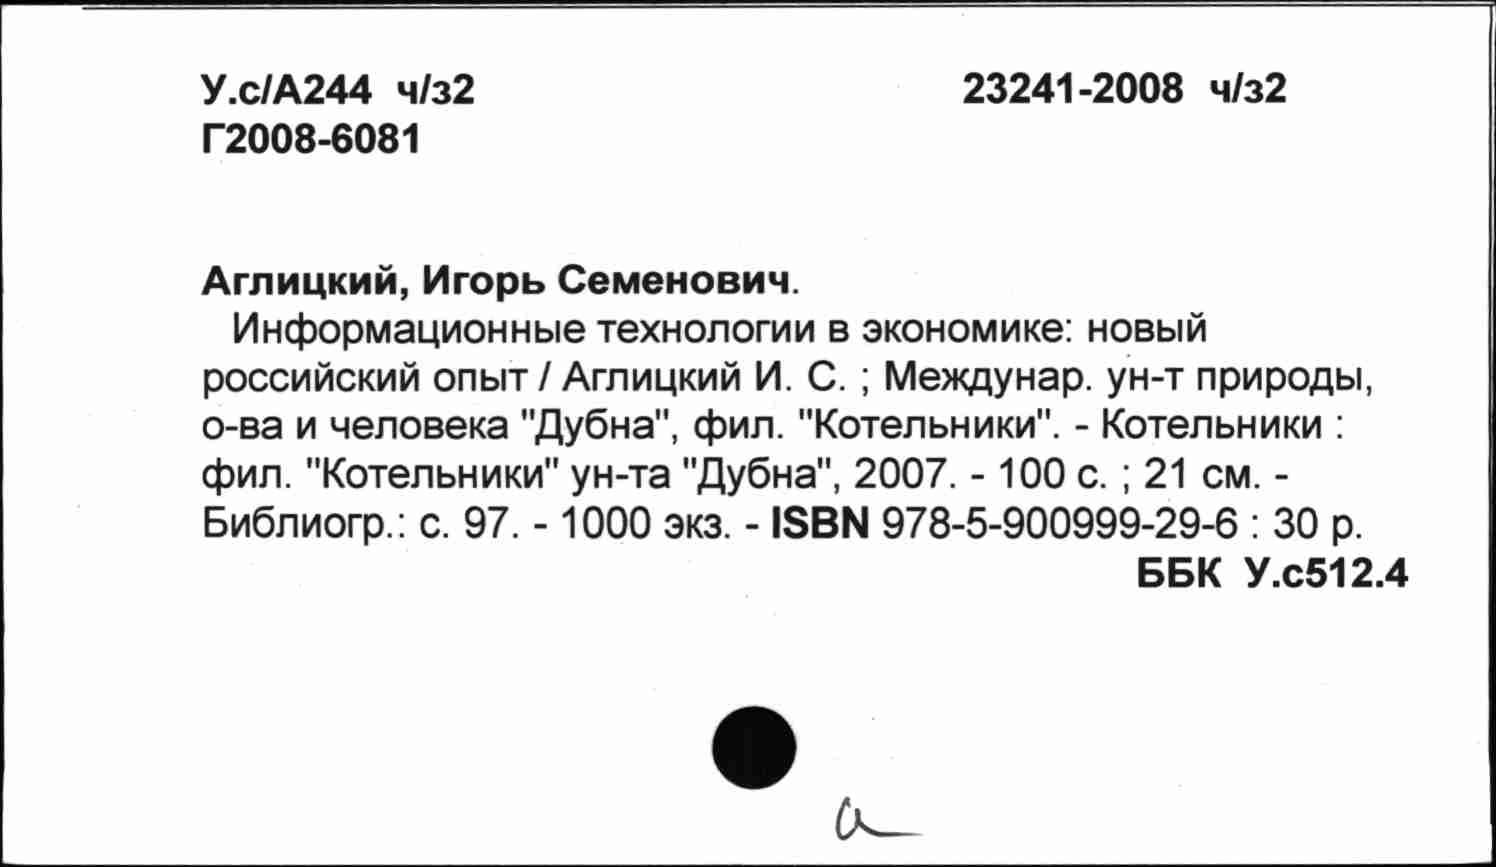 У.с/А244 ч/з2 23241-2008 ч/з2
Г2008-6081
Аглицкий, Игорь Семенович.
Информационные технологии в экономике: новый
российский опыт / Аглицкий И. С. ; Междунар. ун-т природы,
о-ва и человека "Дубна", фил. "Котельники". - Котельники :
фил. "Котельники" ун-та "Дубна", 2007. - 100 с. ; 21 см. -
Библиогр.: с. 97. - 1000 экз. - ISBN 978-5-900999-29-6 : 30 р.
ББК У.с512.4
а